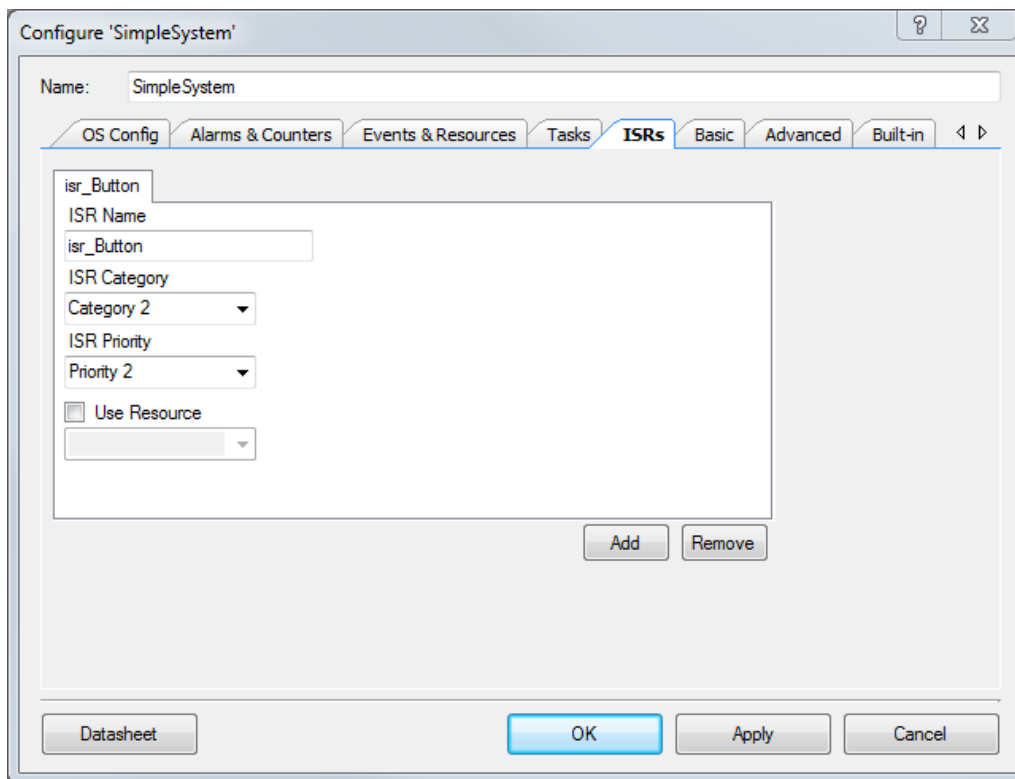 Configure 'SimpleSystem'
Name: SimpleSystem
OS Config Alarms & Counters Events & Resources Tasks ISRs Basic Advanced Built-in
isr_Button
ISR Name
isr_Button
ISR Category
Category 2
ISR Priority
Priority 2
Use Resource
Add Remove
Datasheet OK Apply Cancel